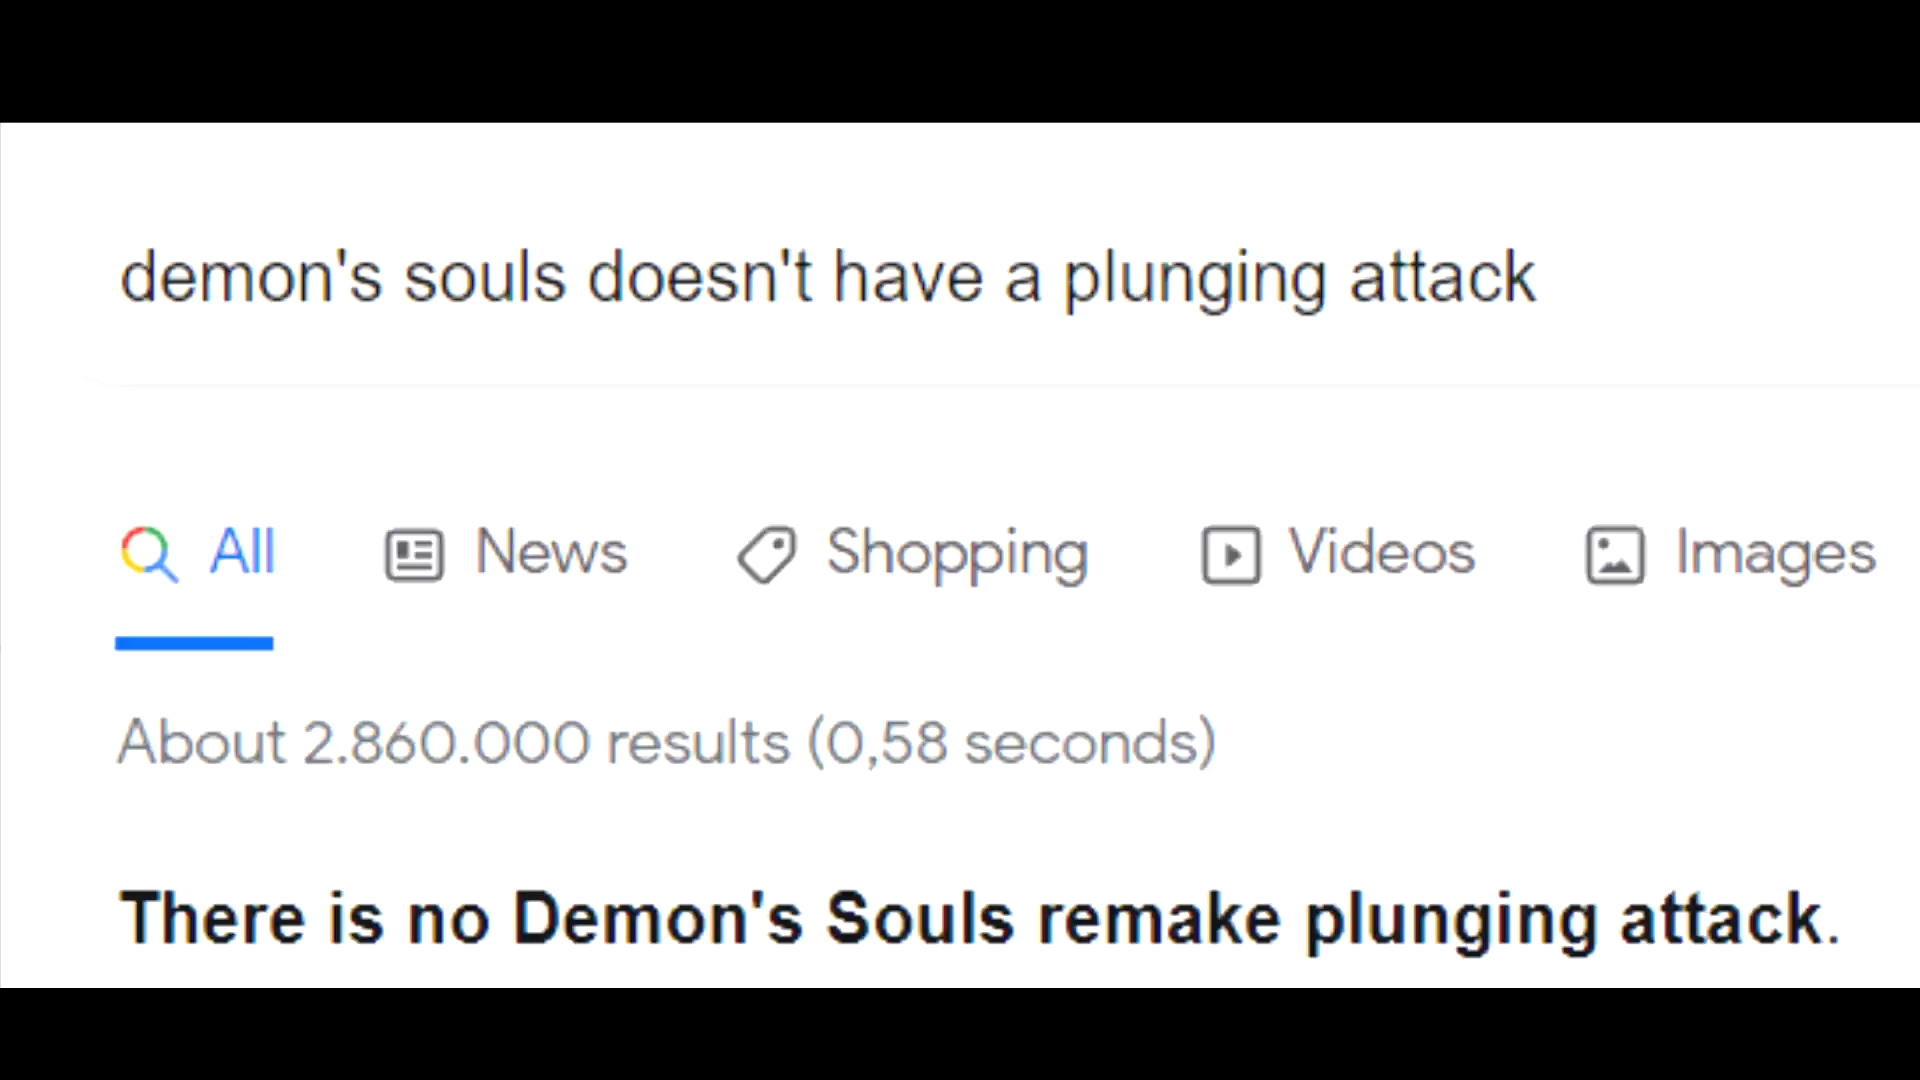 demon's souls doesn't have a plunging attack
All News Shopping Videos Images
About 2.860.000 results (0,58 seconds)
There is no Demon's Souls remake plunging attack.